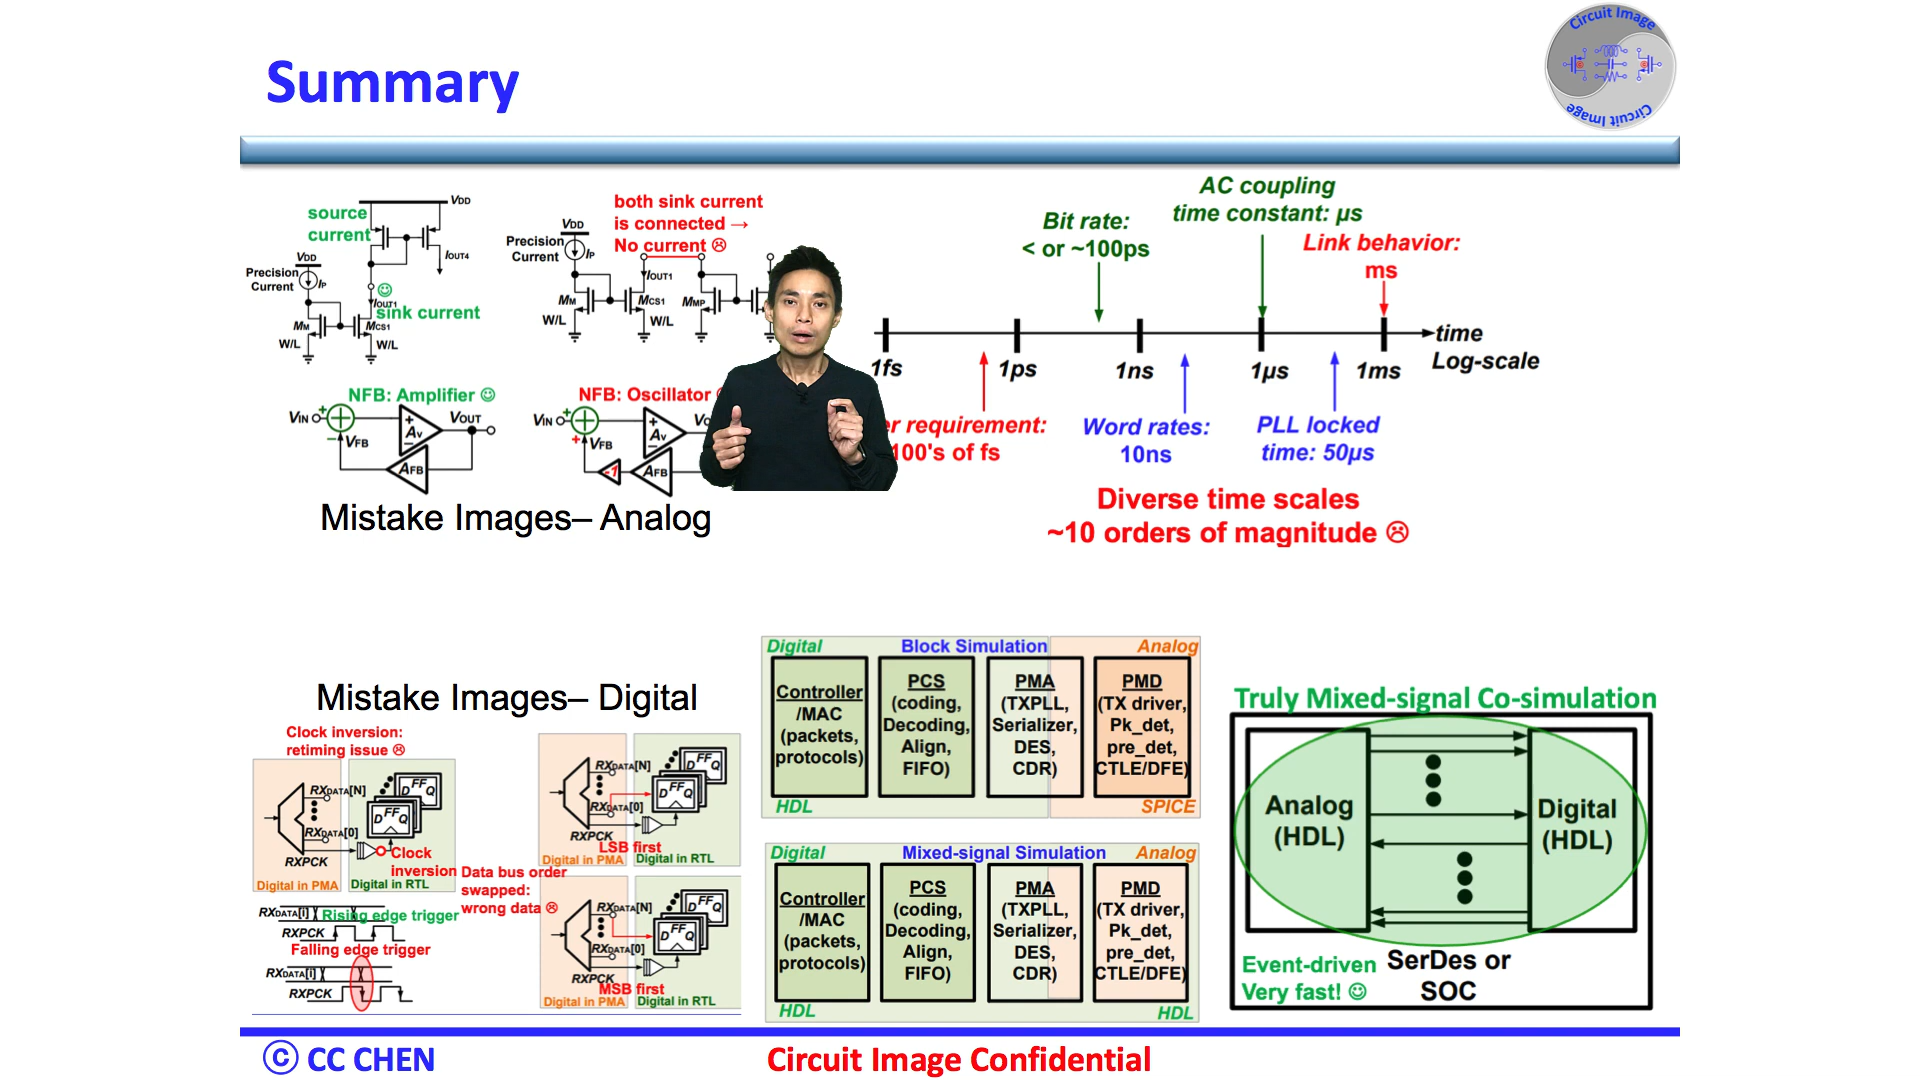 Summary
Circuit Image
Circuit Image
source
current
VDD
IOUT4
VDD
Precision
Current
IP
IOUT1
sink current
MM
MCS1
W/L
W/L
both sink current
is connected →
No current ☹
VDD
Precision
Current
IP
IOUT1
MM
MCS1
MMP
W/L
W/L
NFB: Amplifier ☺
VIN
+
−
VFB
+
−
AV
VOUT
AFB
NFB: Oscillator
VIN
+
+
VFB
+
−
AV
-1
AFB
Mistake Images– Analog
AC coupling
time constant: µs
Bit rate:
< or ~100ps
Link behavior:
ms
time
Log-scale
1fs
1ps
1ns
1µs
1ms
requirement:
100's of fs
Word rates:
10ns
PLL locked
time: 50µs
Diverse time scales
~10 orders of magnitude ☹
Mistake Images– Digital
Clock inversion:
retiming issue ☹
RXDATA[N]
RXDATA[0]
RXPCK
D FF Q
D FF Q
Clock
inversion
Digital in PMA
Digital in RTL
RXDATA[i]
Rising edge trigger
RXPCK
Falling edge trigger
RXDATA[i]
RXPCK
Data bus order
swapped:
wrong data ☹
RXDATA[N]
RXDATA[0]
RXPCK
D FF Q
D FF Q
LSB first
Digital in PMA
Digital in RTL
RXDATA[N]
RXDATA[0]
RXPCK
D FF Q
D FF Q
MSB first
Digital in PMA
Digital in RTL
Digital
Block Simulation
Analog
Controller
/MAC
(packets,
protocols)
PCS
(coding,
Decoding,
Align,
FIFO)
PMA
(TXPLL,
Serializer,
DES,
CDR)
PMD
(TX driver,
Pk_det,
pre_det,
CTLE/DFE)
HDL
SPICE
Digital
Mixed-signal Simulation
Analog
Controller
/MAC
(packets,
protocols)
PCS
(coding,
Decoding,
Align,
FIFO)
PMA
(TXPLL,
Serializer,
DES,
CDR)
PMD
(TX driver,
Pk_det,
pre_det,
CTLE/DFE)
HDL
HDL
Truly Mixed-signal Co-simulation
Analog
(HDL)
Digital
(HDL)
Event-driven
Very fast! ☺
SerDes or
SOC
© CC CHEN
Circuit Image Confidential